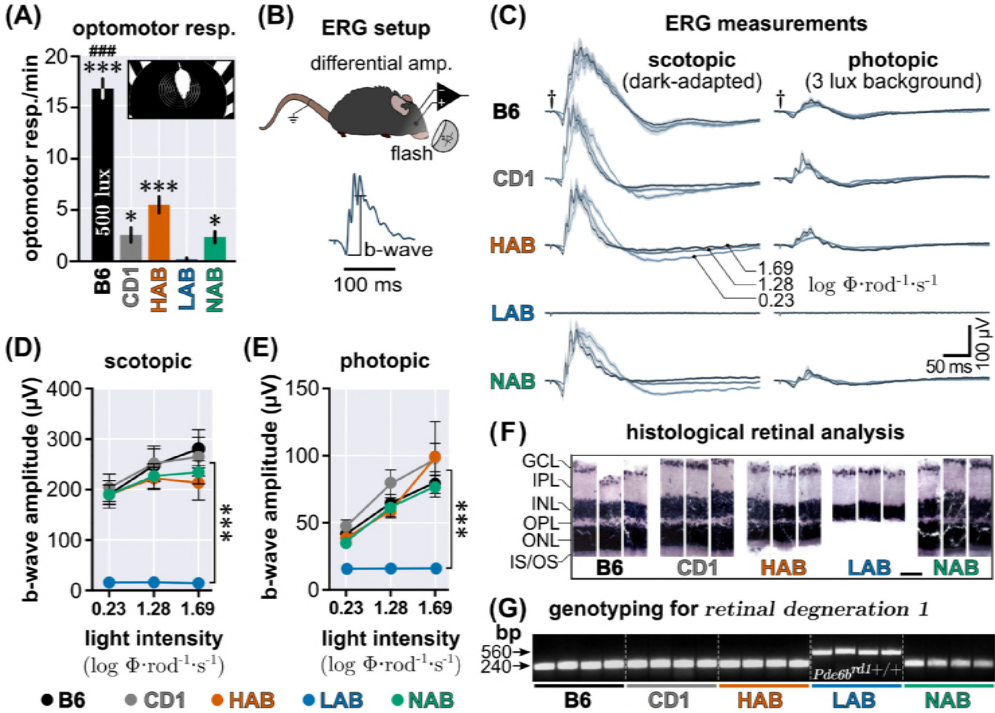 (A)
optomotor resp.
optomotor resp./min
20
15
10
5
0
###
***
500 lux
*
***
*
B6
CD1
HAB
LAB
NAB
(B)
ERG setup
differential amp.
flash
b-wave
100 ms
(C)
ERG measurements
scotopic
(dark-adapted)
photopic
(3 lux background)
†
†
B6
CD1
HAB
LAB
NAB
1.69
1.28
0.23
log Φ·rod⁻¹·s⁻¹
50 ms
100 µV
(D)
scotopic
b-wave amplitude (µV)
400
300
200
100
0
***
0.23
1.28
1.69
light intensity
(log Φ·rod⁻¹·s⁻¹)
(E)
photopic
b-wave amplitude (µV)
150
100
50
0
***
0.23
1.28
1.69
light intensity
(log Φ·rod⁻¹·s⁻¹)
B6
CD1
HAB
LAB
NAB
(F)
histological retinal analysis
GCL
IPL
INL
OPL
ONL
IS/OS
B6
CD1
HAB
LAB
NAB
(G)
genotyping for retinal degneration 1
bp
560
240
Pde6b^rd1+/+
B6
CD1
HAB
LAB
NAB